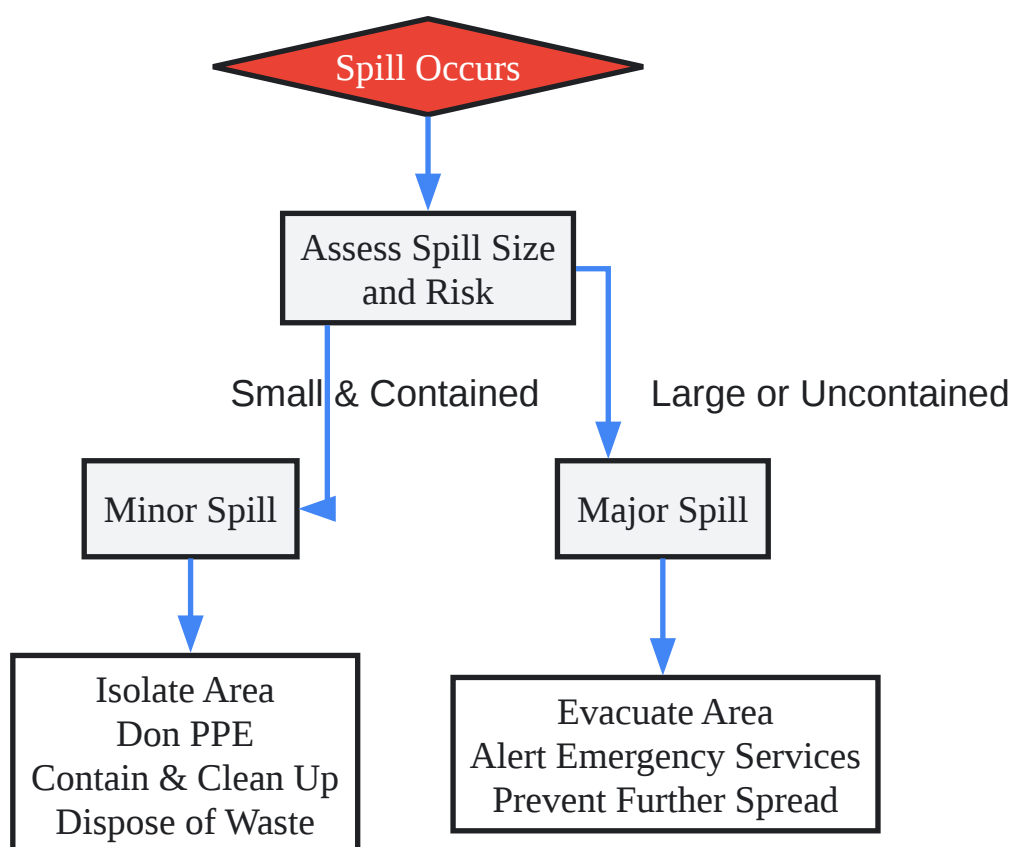 Spill Occurs
Assess Spill Size
and Risk
Small & Contained
Large or Uncontained
Minor Spill
Major Spill
Isolate Area
Don PPE
Contain & Clean Up
Dispose of Waste
Evacuate Area
Alert Emergency Services
Prevent Further Spread